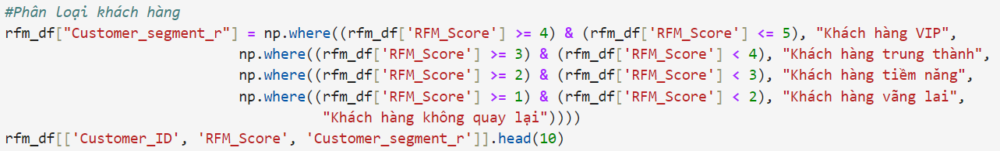 #Phân loại khách hàng
rfm_df["Customer_segment_r"] = np.where((rfm_df['RFM_Score'] >= 4) & (rfm_df['RFM_Score'] <= 5), "Khách hàng VIP",
np.where((rfm_df['RFM_Score'] >= 3) & (rfm_df['RFM_Score'] < 4), "Khách hàng trung thành",
np.where((rfm_df['RFM_Score'] >= 2) & (rfm_df['RFM_Score'] < 3), "Khách hàng tiềm năng",
np.where((rfm_df['RFM_Score'] >= 1) & (rfm_df['RFM_Score'] < 2), "Khách hàng vãng lai",
"Khách hàng không quay lại"))))
rfm_df[['Customer_ID', 'RFM_Score', 'Customer_segment_r']].head(10)